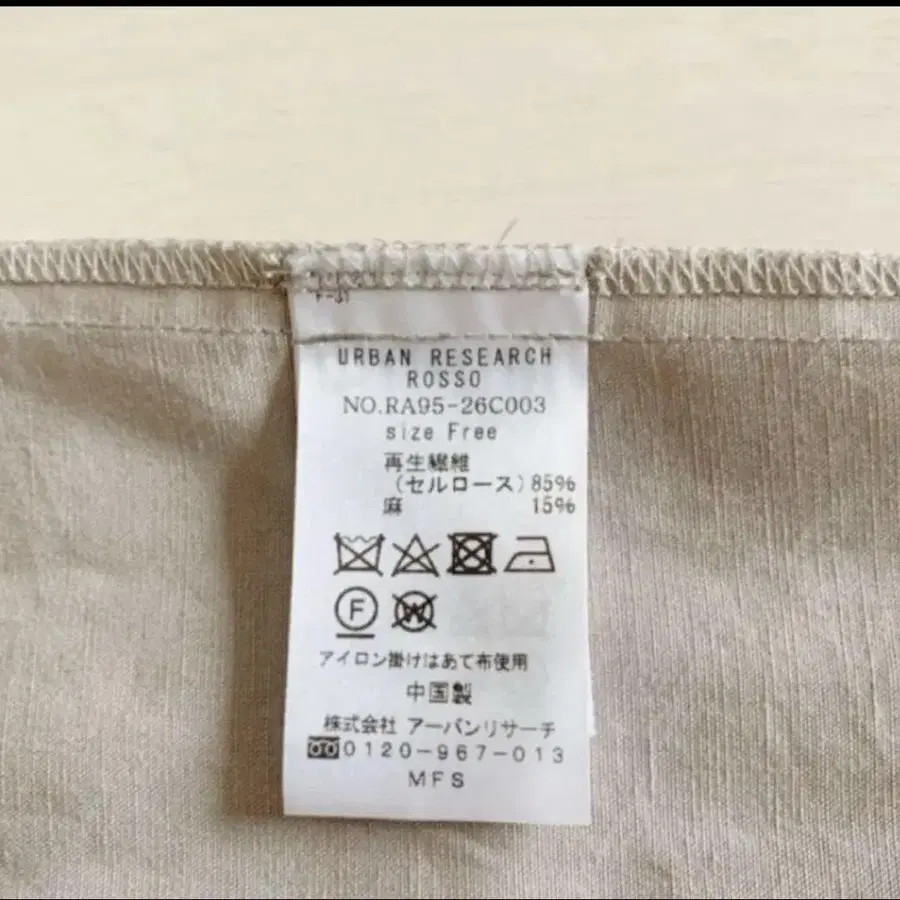 URBAN RESEARCH
ROSSO
NO.RA95-26C003
size Free
再生繊維
(セルロース)85%
麻 15%
F W
アイロン掛けはあて布使用
中国製
株式会社 アーバンリサーチ
0120-967-013
MFS